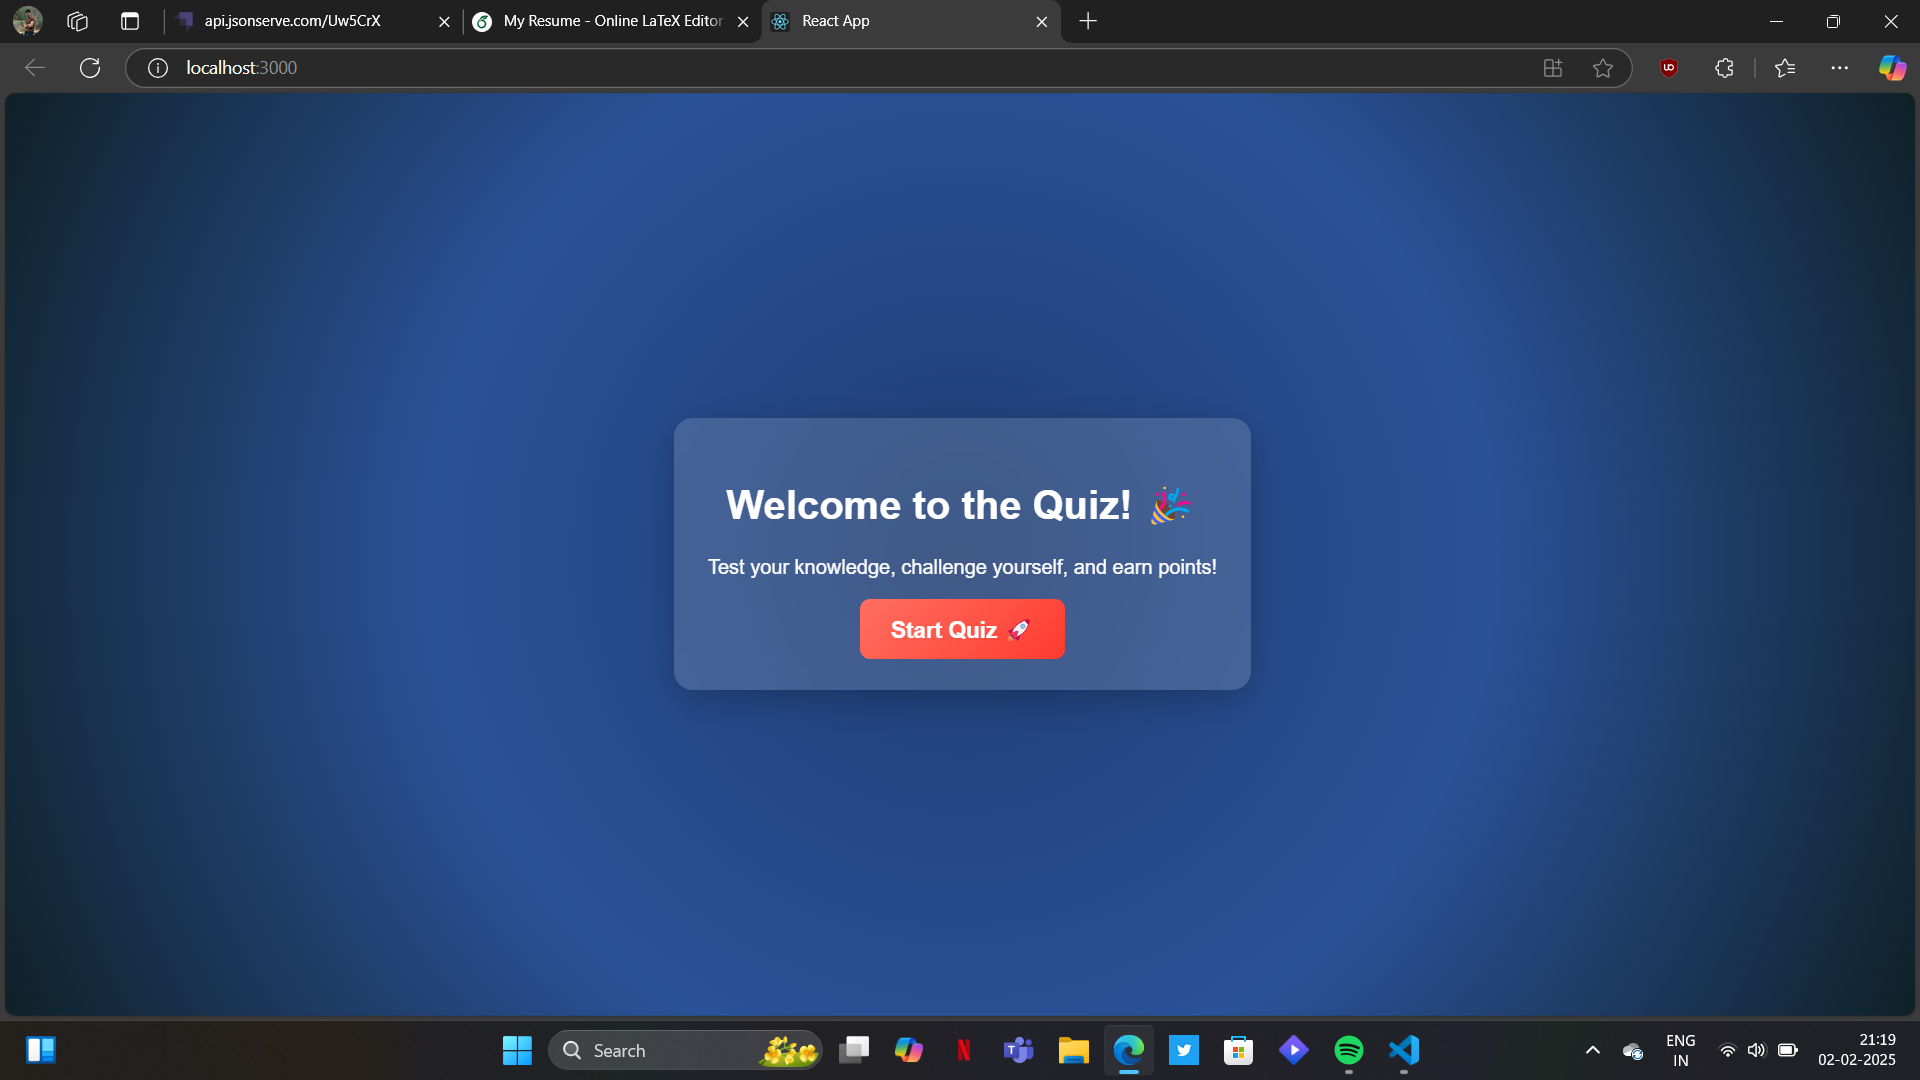 api.jsonserve.com/Uw5CrX
My Resume - Online LaTeX Editor
React App
localhost:3000
Welcome to the Quiz! 🎉
Test your knowledge, challenge yourself, and earn points!
Start Quiz 🚀
Search
ENG
IN
21:19
02-02-2025